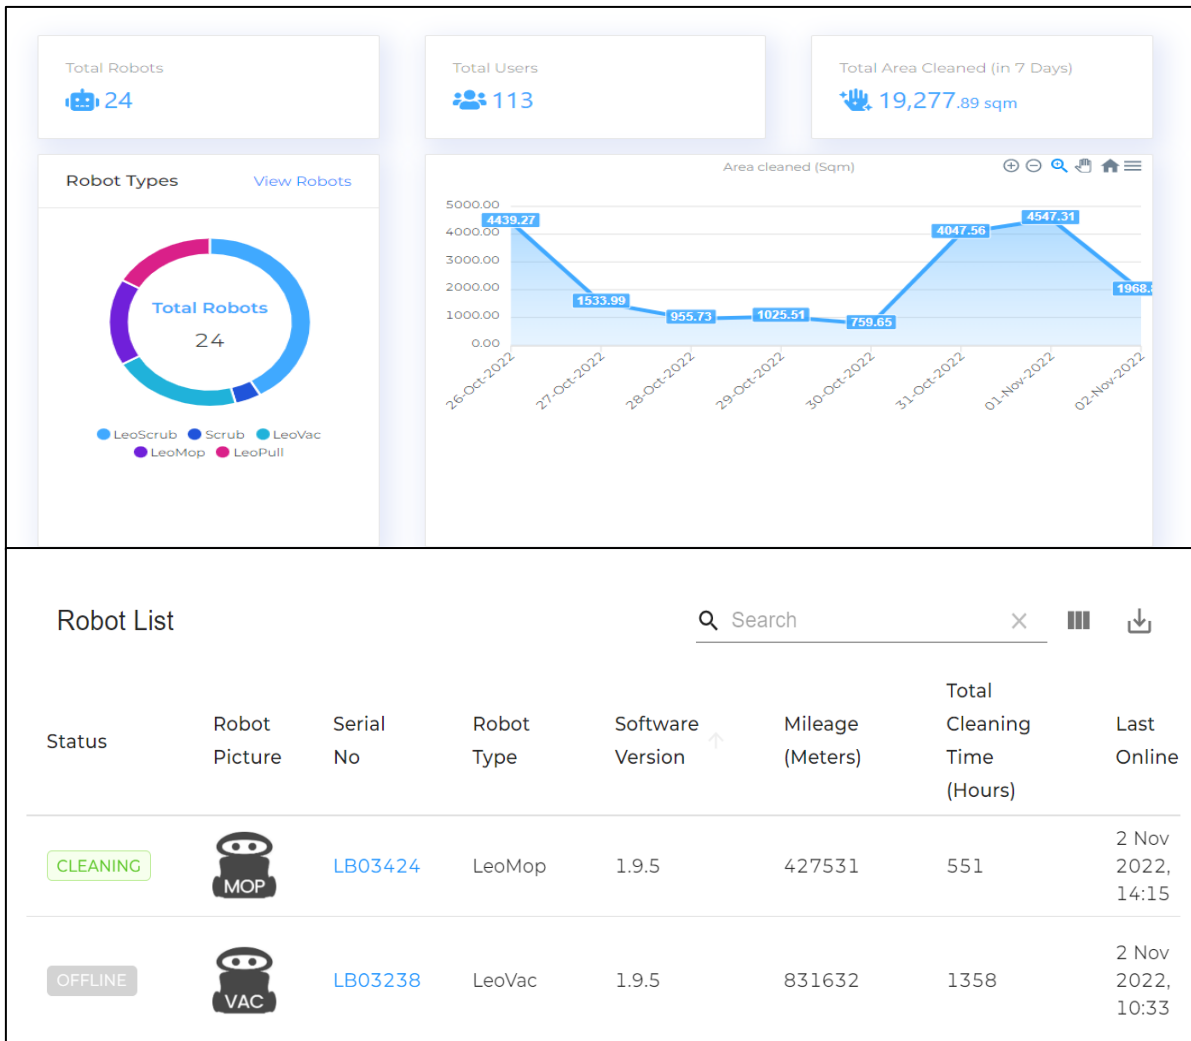 Total Robots
24
Total Users
113
Total Area Cleaned (in 7 Days)
19,277.89 sqm
Robot Types
View Robots
Total Robots
24
LeoScrub Scrub LeoVac
LeoMop LeoPull
Area cleaned (Sqm)
5000.00
4000.00
3000.00
2000.00
1000.00
0.00
4439.27
1533.99
955.73
1025.51
759.65
4047.56
4547.31
26-Oct-2022
27-Oct-2022
28-Oct-2022
29-Oct-2022
30-Oct-2022
31-Oct-2022
01-Nov-2022
02-Nov-2022
Robot List
Search
Status
Robot
Picture
Serial
No
Robot
Type
Software
Version
Mileage
(Meters)
Total
Cleaning
Time
(Hours)
Last
Online
CLEANING
MOP
LB03424
LeoMop
1.9.5
427531
551
2 Nov
2022,
14:15
OFFLINE
VAC
LB03238
LeoVac
1.9.5
831632
1358
2 Nov
2022,
10:33